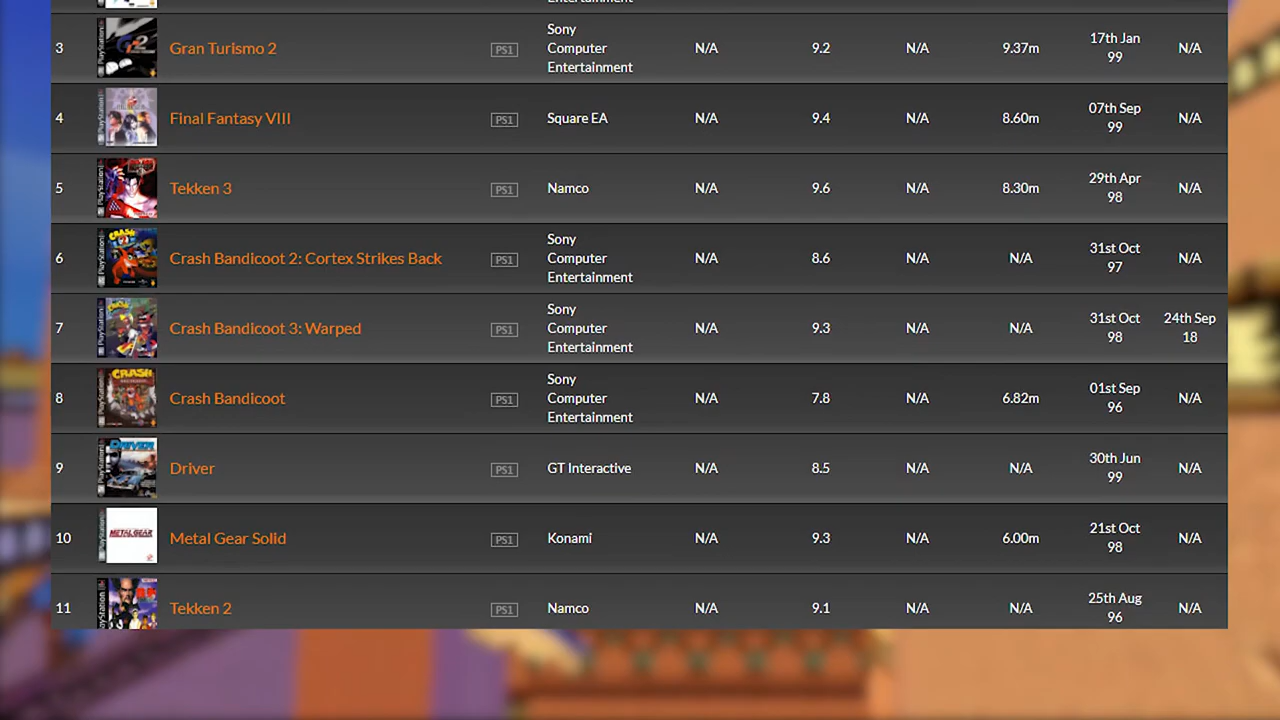 Entertainment
3 Gran Turismo 2 PS1 Sony Computer Entertainment N/A 9.2 N/A 9.37m 17th Jan 99 N/A
4 Final Fantasy VIII PS1 Square EA N/A 9.4 N/A 8.60m 07th Sep 99 N/A
5 Tekken 3 PS1 Namco N/A 9.6 N/A 8.30m 29th Apr 98 N/A
6 Crash Bandicoot 2: Cortex Strikes Back PS1 Sony Computer Entertainment N/A 8.6 N/A N/A 31st Oct 97 N/A
7 Crash Bandicoot 3: Warped PS1 Sony Computer Entertainment N/A 9.3 N/A N/A 31st Oct 98 24th Sep 18
8 Crash Bandicoot PS1 Sony Computer Entertainment N/A 7.8 N/A 6.82m 01st Sep 96 N/A
9 Driver PS1 GT Interactive N/A 8.5 N/A N/A 30th Jun 99 N/A
10 Metal Gear Solid PS1 Konami N/A 9.3 N/A 6.00m 21st Oct 98 N/A
11 Tekken 2 PS1 Namco N/A 9.1 N/A N/A 25th Aug 96 N/A